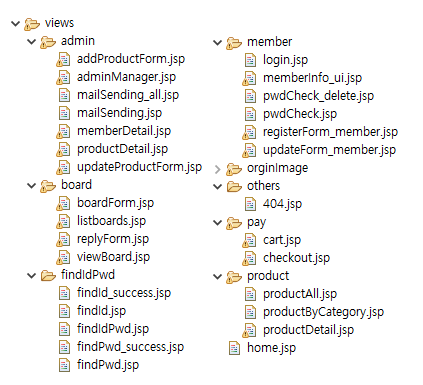 views
admin
addProductForm.jsp
adminManager.jsp
mailSending_all.jsp
mailSending.jsp
memberDetail.jsp
productDetail.jsp
updateProductForm.jsp
board
boardForm.jsp
listboards.jsp
replyForm.jsp
viewBoard.jsp
findIdPwd
findId_success.jsp
findId.jsp
findIdPwd.jsp
findPwd_success.jsp
findPwd.jsp
member
login.jsp
memberInfo_ui.jsp
pwdCheck_delete.jsp
pwdCheck.jsp
registerForm_member.jsp
updateForm_member.jsp
orginImage
others
404.jsp
pay
cart.jsp
checkout.jsp
product
productAll.jsp
productByCategory.jsp
productDetail.jsp
home.jsp